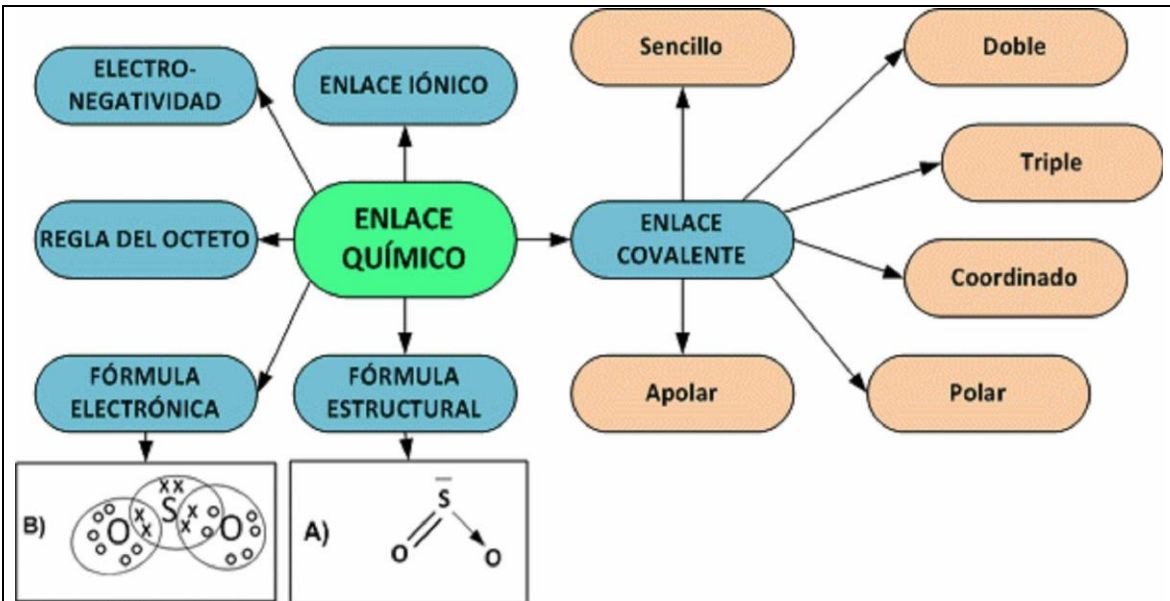 ELECTRO-
NEGATIVIDAD
ENLACE IÓNICO
Sencillo
Doble
Triple
REGLA DEL OCTETO
ENLACE
QUÍMICO
ENLACE
COVALENTE
Coordinado
FÓRMULA
ELECTRÓNICA
FÓRMULA
ESTRUCTURAL
Apolar
Polar
B)
xx
O
x
x
S
x
x
O
A)
S
O
O